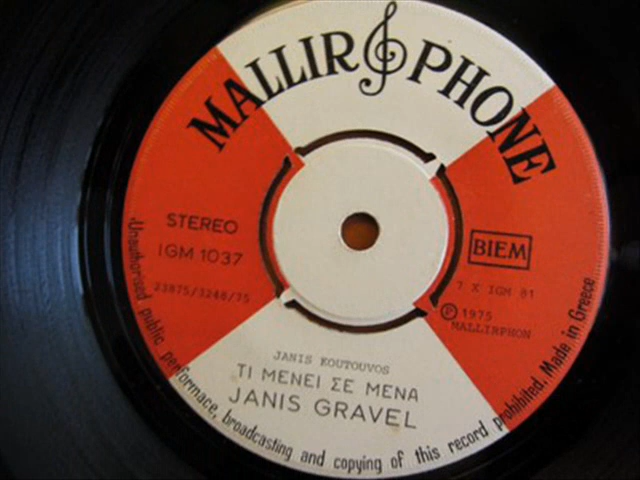 MALLIROPHONE
STEREO
IGM 1037
23875/3248/75
BIEM
7 X IGM 81
℗ 1975
MALLIRPHON
JANIS KOUTOUVOS
ΤΙ ΜΕΝΕΙ ΣΕ ΜΕΝΑ
JANIS GRAVEL
Unauthorised public performace, broadcasting and copying of this record prohibited. Made in Greece